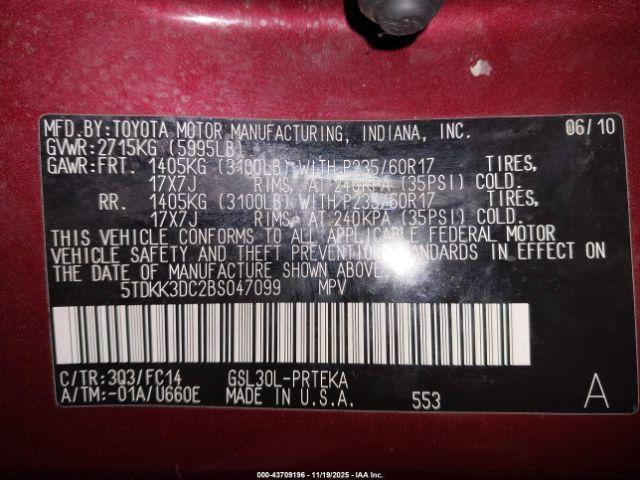 MFD.BY:TOYOTA MOTOR MANUFACTURING, INDIANA, INC. 06/10
GVWR:2715KG (5995LB)
GAWR:FRT. 1405KG (3100LB) WITH P235/60R17 TIRES,
17X7J RIMS, AT 240KPA (35PSI) COLD.
RR. 1405KG (3100LB) WITH P235/60R17 TIRES,
17X7J RIMS, AT 240KPA (35PSI) COLD.
THIS VEHICLE CONFORMS TO ALL APPLICABLE FEDERAL MOTOR
VEHICLE SAFETY AND THEFT PREVENTION STANDARDS IN EFFECT ON
THE DATE OF MANUFACTURE SHOWN ABOVE.
5TDKK3DC2BS047099 MPV
C/TR:3Q3/FC14 GSL30L-PRTEKA
A/TM:-01A/U660E MADE IN U.S.A. 553 A
000-43709196 - 11/19/2025 - copart.iaai.com